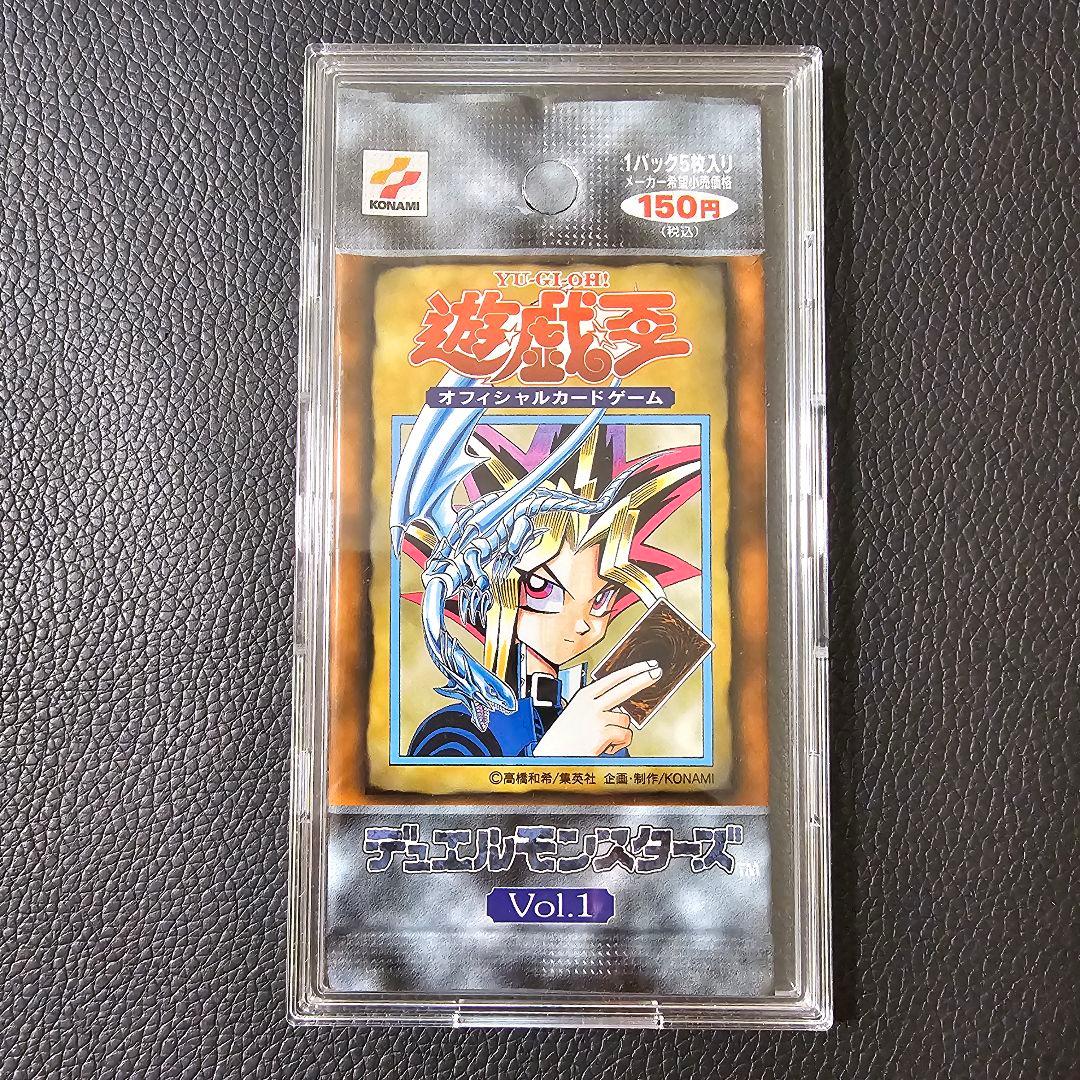 KONAMI
1パック5枚入り
メーカー希望小売価格
150円
(税込)
YU-GI-OH!
遊戯王
オフィシャルカードゲーム
©高橋和希/集英社 企画・制作/KONAMI
デュエルモンスターズ™
Vol.1